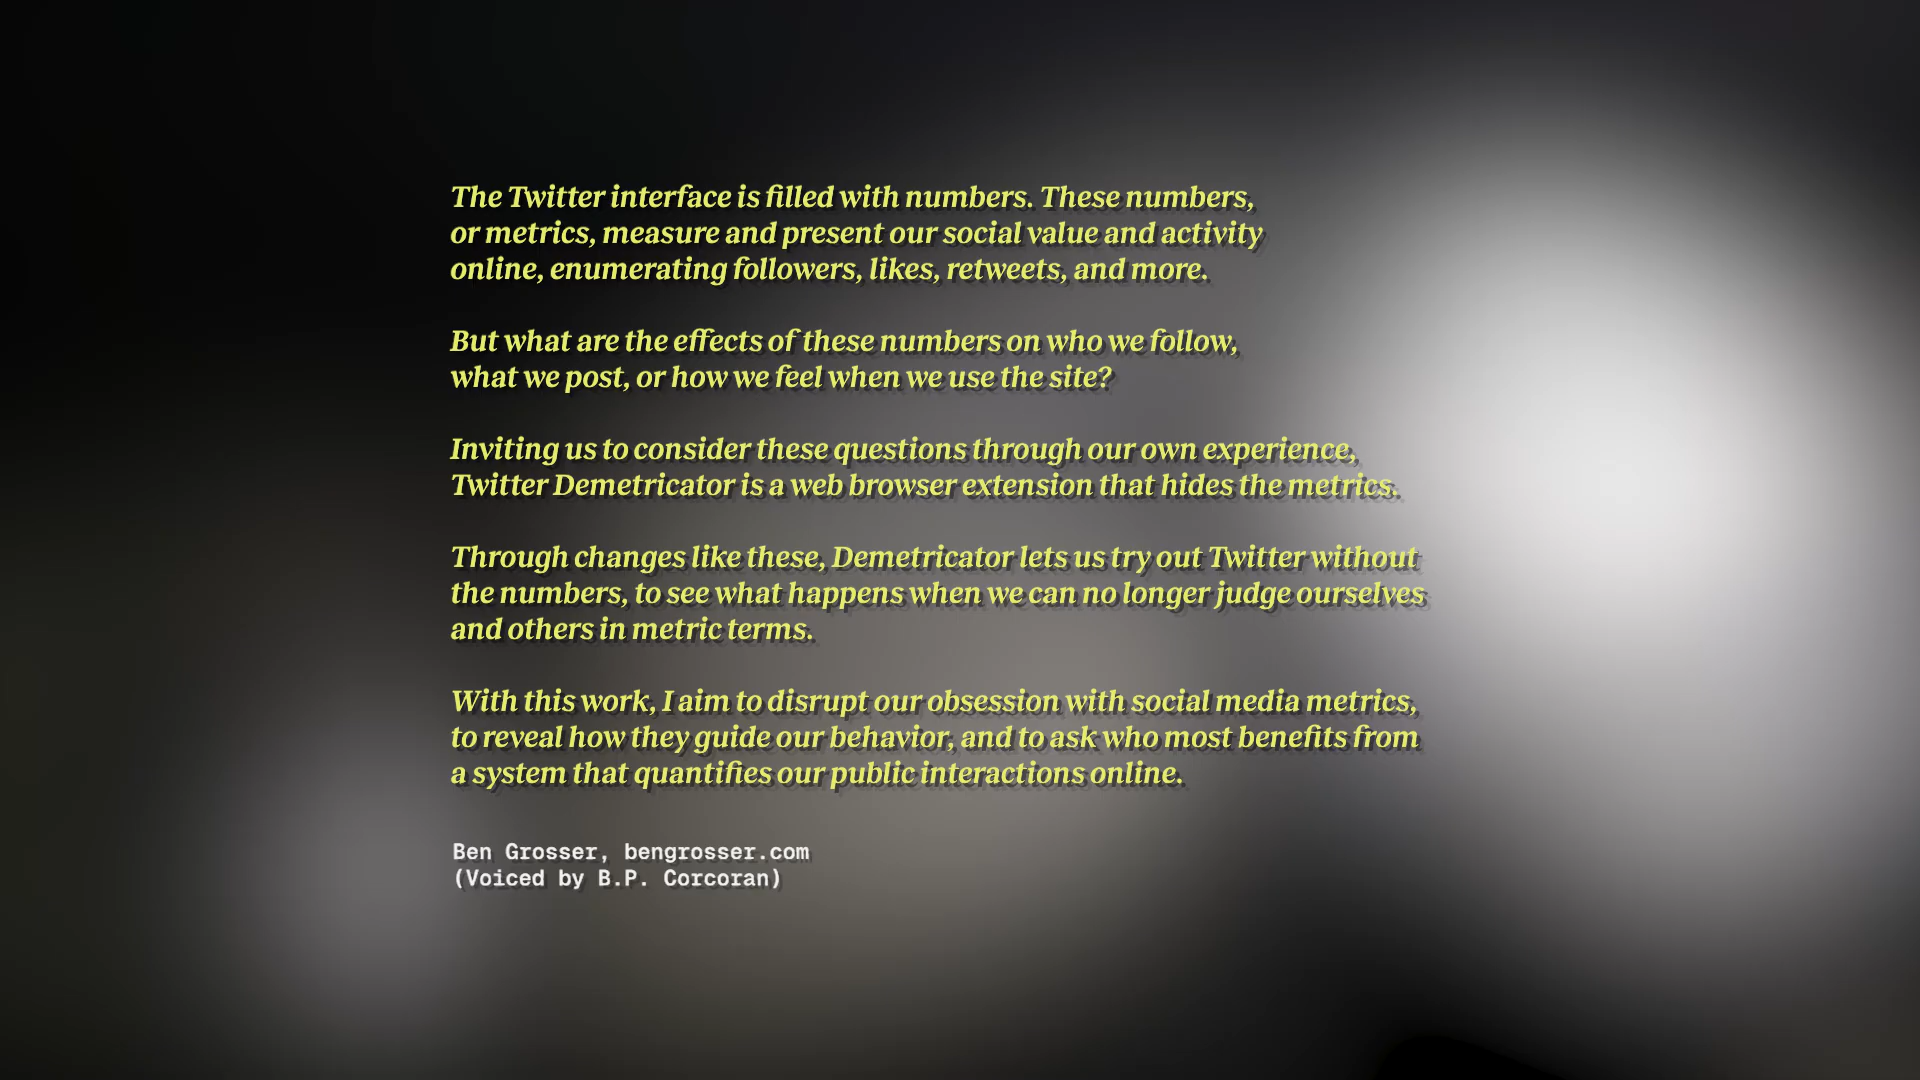 The Twitter interface is filled with numbers. These numbers,
or metrics, measure and present our social value and activity
online, enumerating followers, likes, retweets, and more.
But what are the effects of these numbers on who we follow,
what we post, or how we feel when we use the site?
Inviting us to consider these questions through our own experience,
Twitter Demetricator is a web browser extension that hides the metrics.
Through changes like these, Demetricator lets us try out Twitter without
the numbers, to see what happens when we can no longer judge ourselves
and others in metric terms.
With this work, I aim to disrupt our obsession with social media metrics,
to reveal how they guide our behavior, and to ask who most benefits from
a system that quantifies our public interactions online.
Ben Grosser, bengrosser.com
(Voiced by B.P. Corcoran)